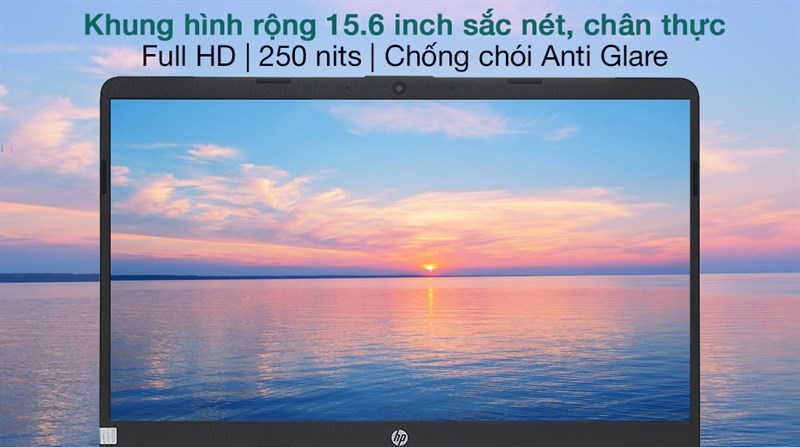 Khung hình rộng 15.6 inch sắc nét, chân thực
Full HD | 250 nits | Chống chói Anti Glare
hp